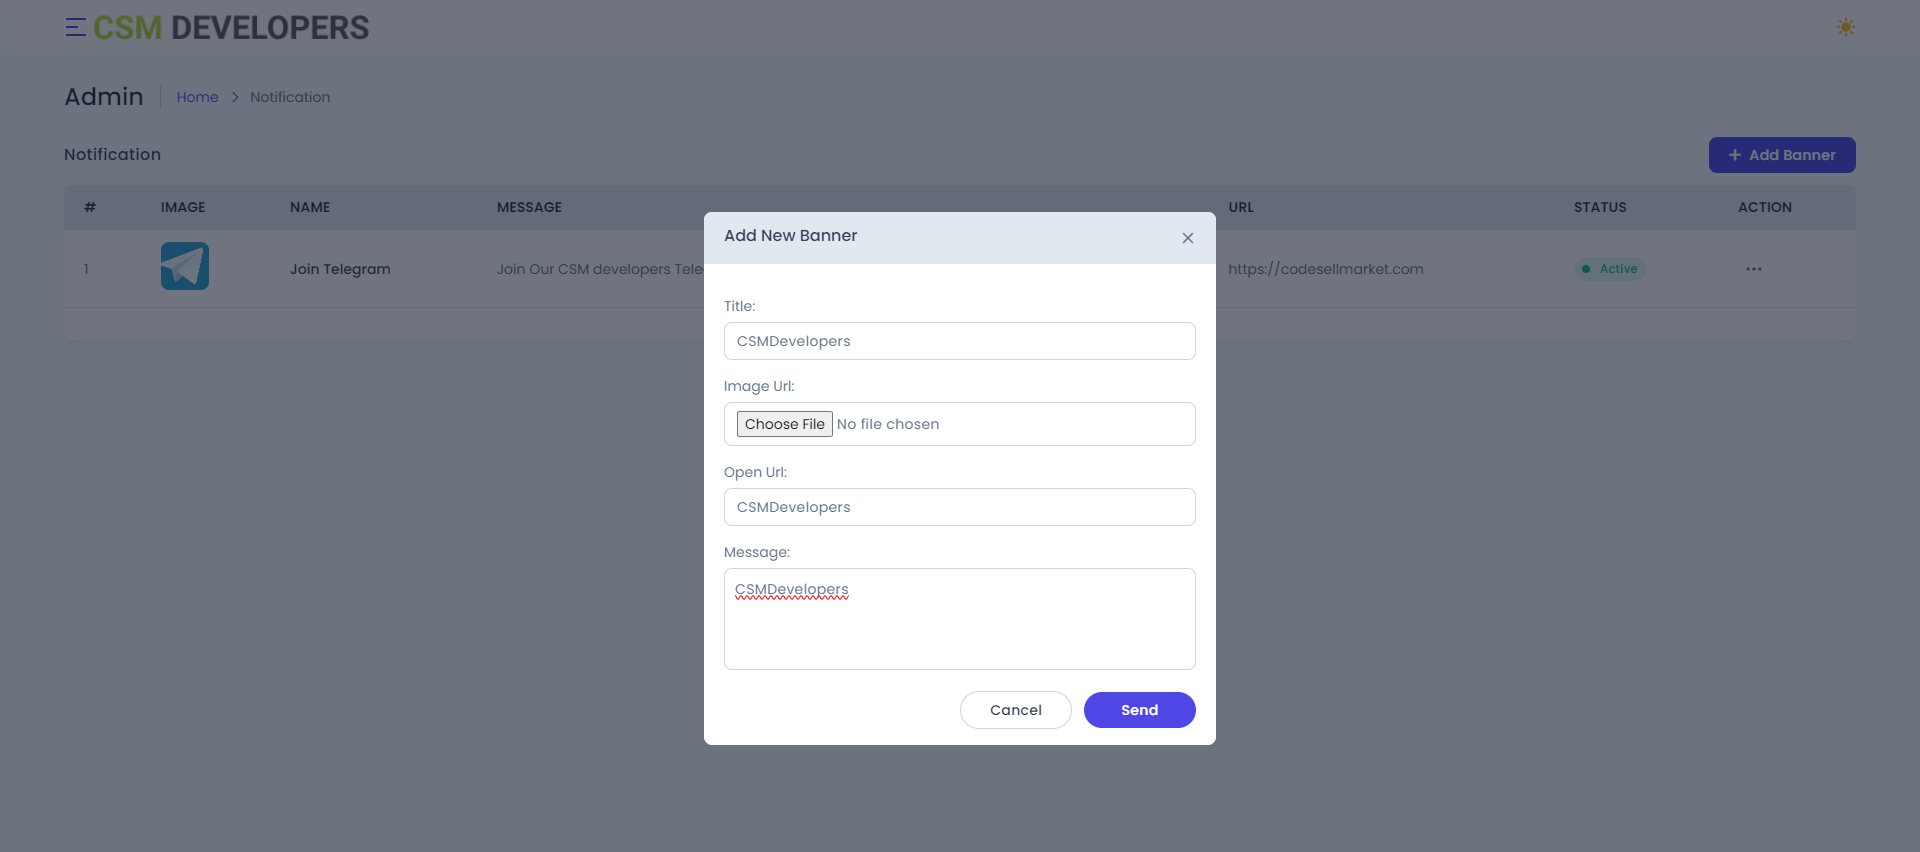 CSM DEVELOPERS
Admin
Home > Notification
Notification
+ Add Banner
# IMAGE NAME MESSAGE URL STATUS ACTION
1 Join Telegram Join Our CSM developers https://codesellmarket.com Active
Add New Banner
Title:
CSMDevelopers
Image Url:
Choose File No file chosen
Open Url:
CSMDevelopers
Message:
CSMDevelopers
Cancel Send